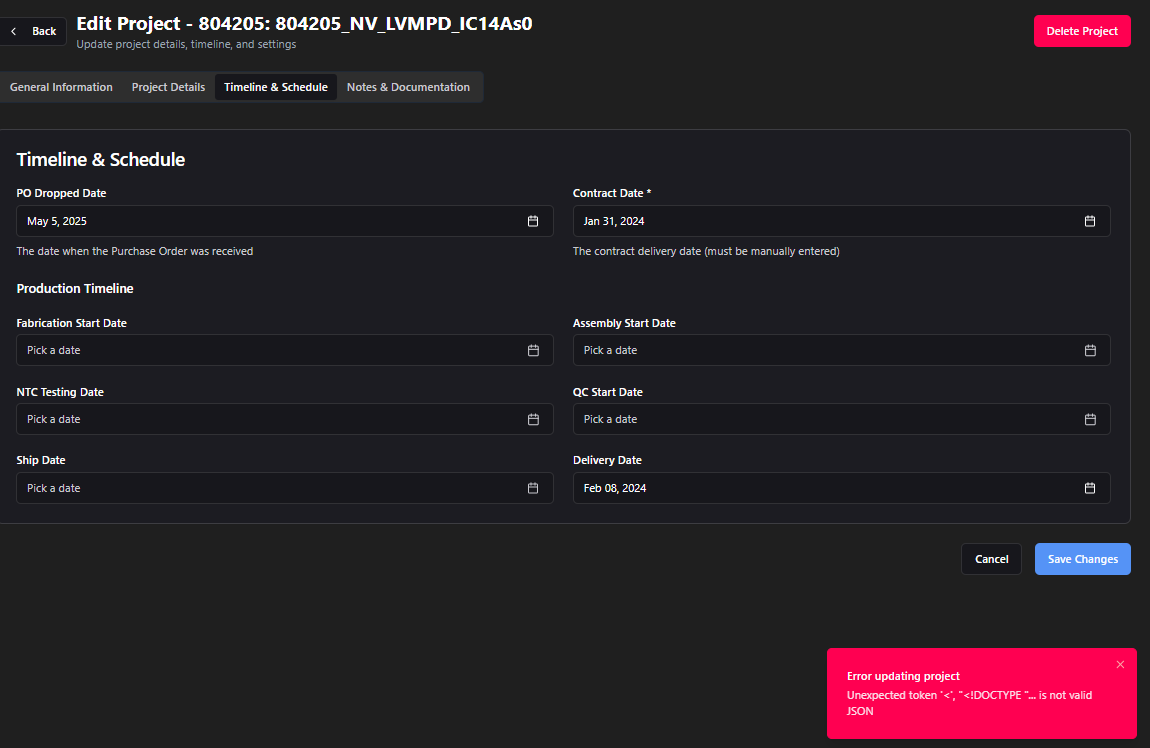 Back
Edit Project - 804205: 804205_NV_LVMPD_IC14As0
Update project details, timeline, and settings
Delete Project
General Information
Project Details
Timeline & Schedule
Notes & Documentation
Timeline & Schedule
PO Dropped Date
Contract Date *
May 5, 2025
Jan 31, 2024
The date when the Purchase Order was received
The contract delivery date (must be manually entered)
Production Timeline
Fabrication Start Date
Assembly Start Date
Pick a date
Pick a date
NTC Testing Date
QC Start Date
Pick a date
Pick a date
Ship Date
Delivery Date
Pick a date
Feb 08, 2024
Cancel
Save Changes
Error updating project
Unexpected token '<', "<!DOCTYPE "... is not valid
JSON